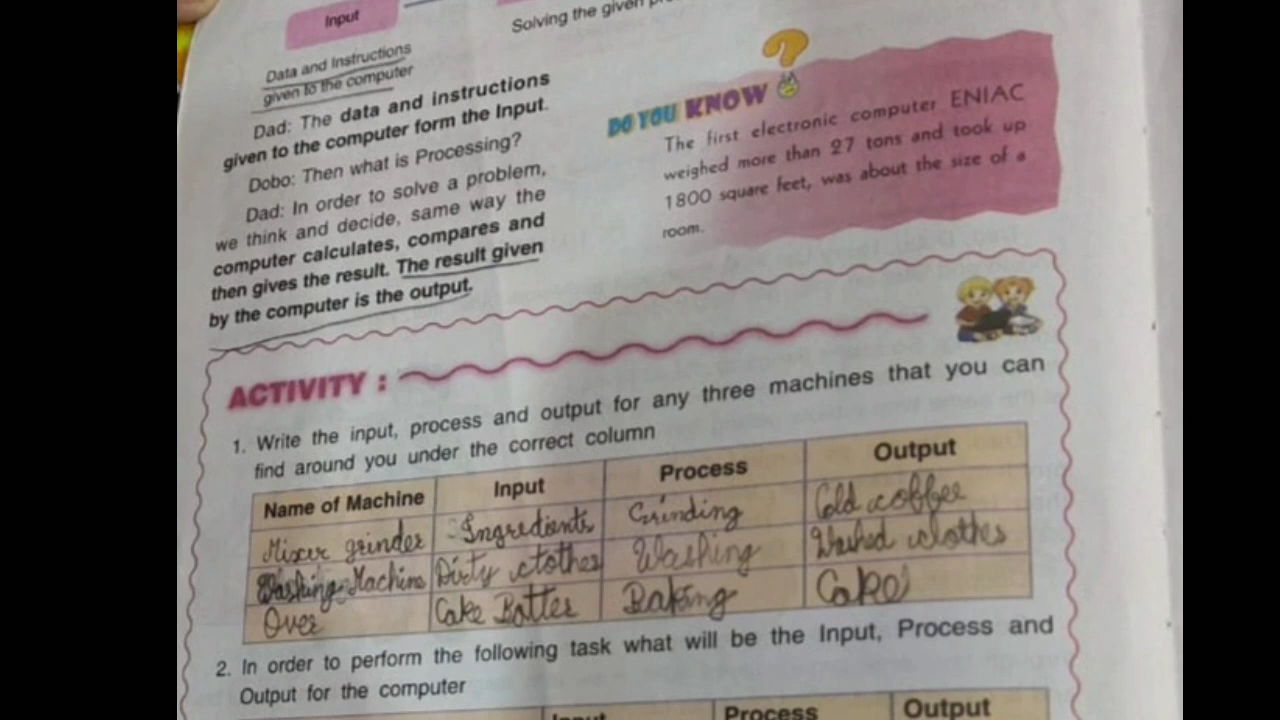 Input
Solving the given
Data and Instructions
given to the computer
Dad: The data and instructions
given to the computer form the Input.
Dobo: Then what is Processing?
Dad: In order to solve a problem,
we think and decide, same way the
computer calculates, compares and
then gives the result. The result given
by the computer is the output.
DO YOU KNOW ?
The first electronic computer ENIAC
weighed more than 27 tons and took up
1800 square feet, was about the size of a
room.
ACTIVITY :
1. Write the input, process and output for any three machines that you can
find around you under the correct column
Name of Machine Input Process Output
Mixer grinder Ingredients Grinding Cold coffee
Washing Machine Dirty clothes Washing Washed clothes
Oven Cake Batter Baking Cake
2. In order to perform the following task what will be the Input, Process and
Output for the computer
Input Process Output